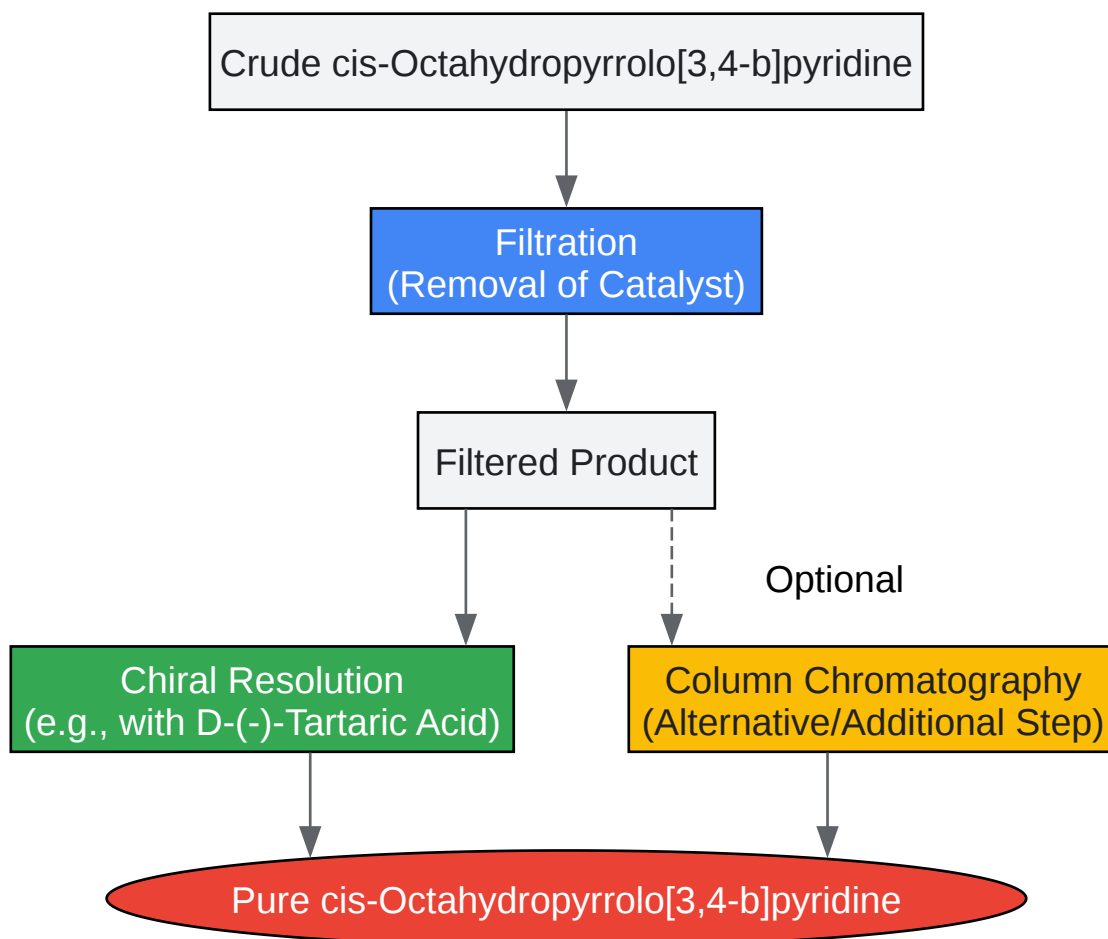 Crude cis-Octahydropyrrolo[3,4-b]pyridine
Filtration
(Removal of Catalyst)
Filtered Product
Optional
Chiral Resolution
(e.g., with D-(-)-Tartaric Acid)
Column Chromatography
(Alternative/Additional Step)
Pure cis-Octahydropyrrolo[3,4-b]pyridine